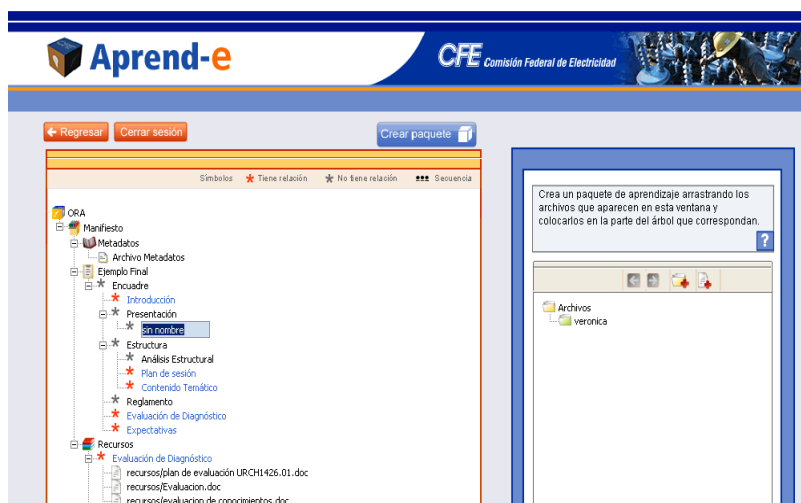 Aprend-e
CFE Comisión Federal de Electricidad
Regresar
Cerrar sesión
Crear paquete
Símbolos
Tiene relación
No tiene relación
Secuencia
ORA
Manifiesto
Metadatos
Archivo Metadatos
Ejemplo Final
Encuadre
Introducción
Presentación
sin nombre
Estructura
Análisis Estructural
Plan de sesión
Contenido Temático
Reglamento
Evaluación de Diagnóstico
Expectativas
Recursos
Evaluación de Diagnóstico
recursos/plan de evaluación URCH1426.01.doc
recursos/Evaluacion.doc
recursos/evaluacion de conocimientos.doc
Crea un paquete de aprendizaje arrastrando los
archivos que aparecen en esta ventana y
colocarlos en la parte del árbol que correspondan.
?
Archivos
veronica